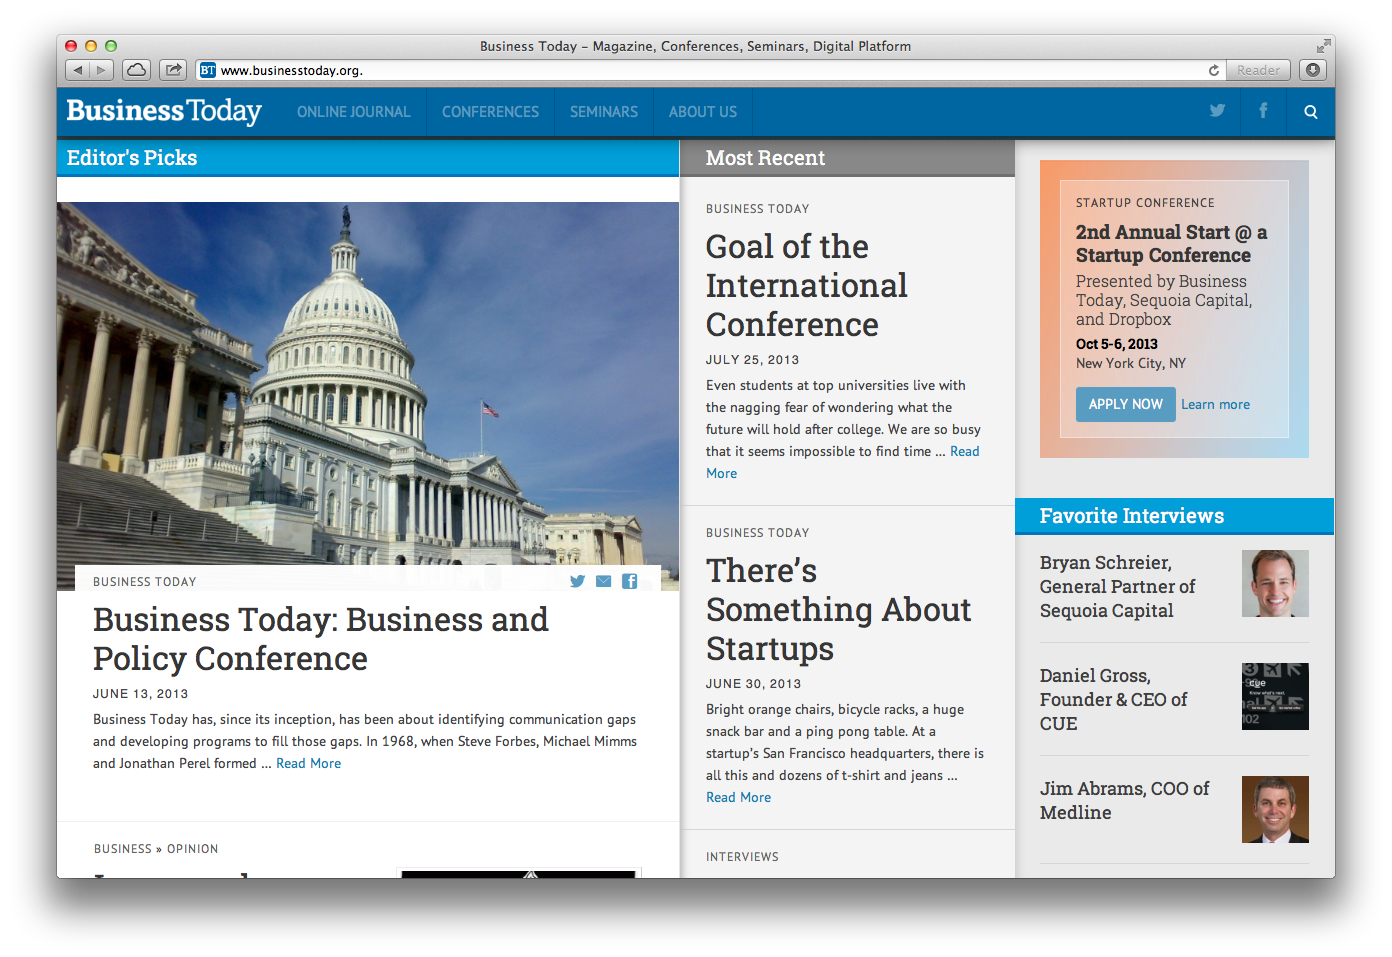 Business Today – Magazine, Conferences, Seminars, Digital Platform
BT www.businesstoday.org.
Reader
BusinessToday
ONLINE JOURNAL
CONFERENCES
SEMINARS
ABOUT US
Editor's Picks
BUSINESS TODAY
Business Today: Business and
Policy Conference
JUNE 13, 2013
Business Today has, since its inception, has been about identifying communication gaps
and developing programs to fill those gaps. In 1968, when Steve Forbes, Michael Mimms
and Jonathan Perel formed ... Read More
BUSINESS » OPINION
Most Recent
BUSINESS TODAY
Goal of the
International
Conference
JULY 25, 2013
Even students at top universities live with
the nagging fear of wondering what the
future will hold after college. We are so busy
that it seems impossible to find time ... Read
More
BUSINESS TODAY
There’s
Something About
Startups
JUNE 30, 2013
Bright orange chairs, bicycle racks, a huge
snack bar and a ping pong table. At a
startup’s San Francisco headquarters, there is
all this and dozens of t-shirt and jeans ...
Read More
INTERVIEWS
STARTUP CONFERENCE
2nd Annual Start @ a
Startup Conference
Presented by Business
Today, Sequoia Capital,
and Dropbox
Oct 5-6, 2013
New York City, NY
APPLY NOW Learn more
Favorite Interviews
Bryan Schreier,
General Partner of
Sequoia Capital
Daniel Gross,
Founder & CEO of
CUE
cue
Know what's next.
102
Jim Abrams, COO of
Medline